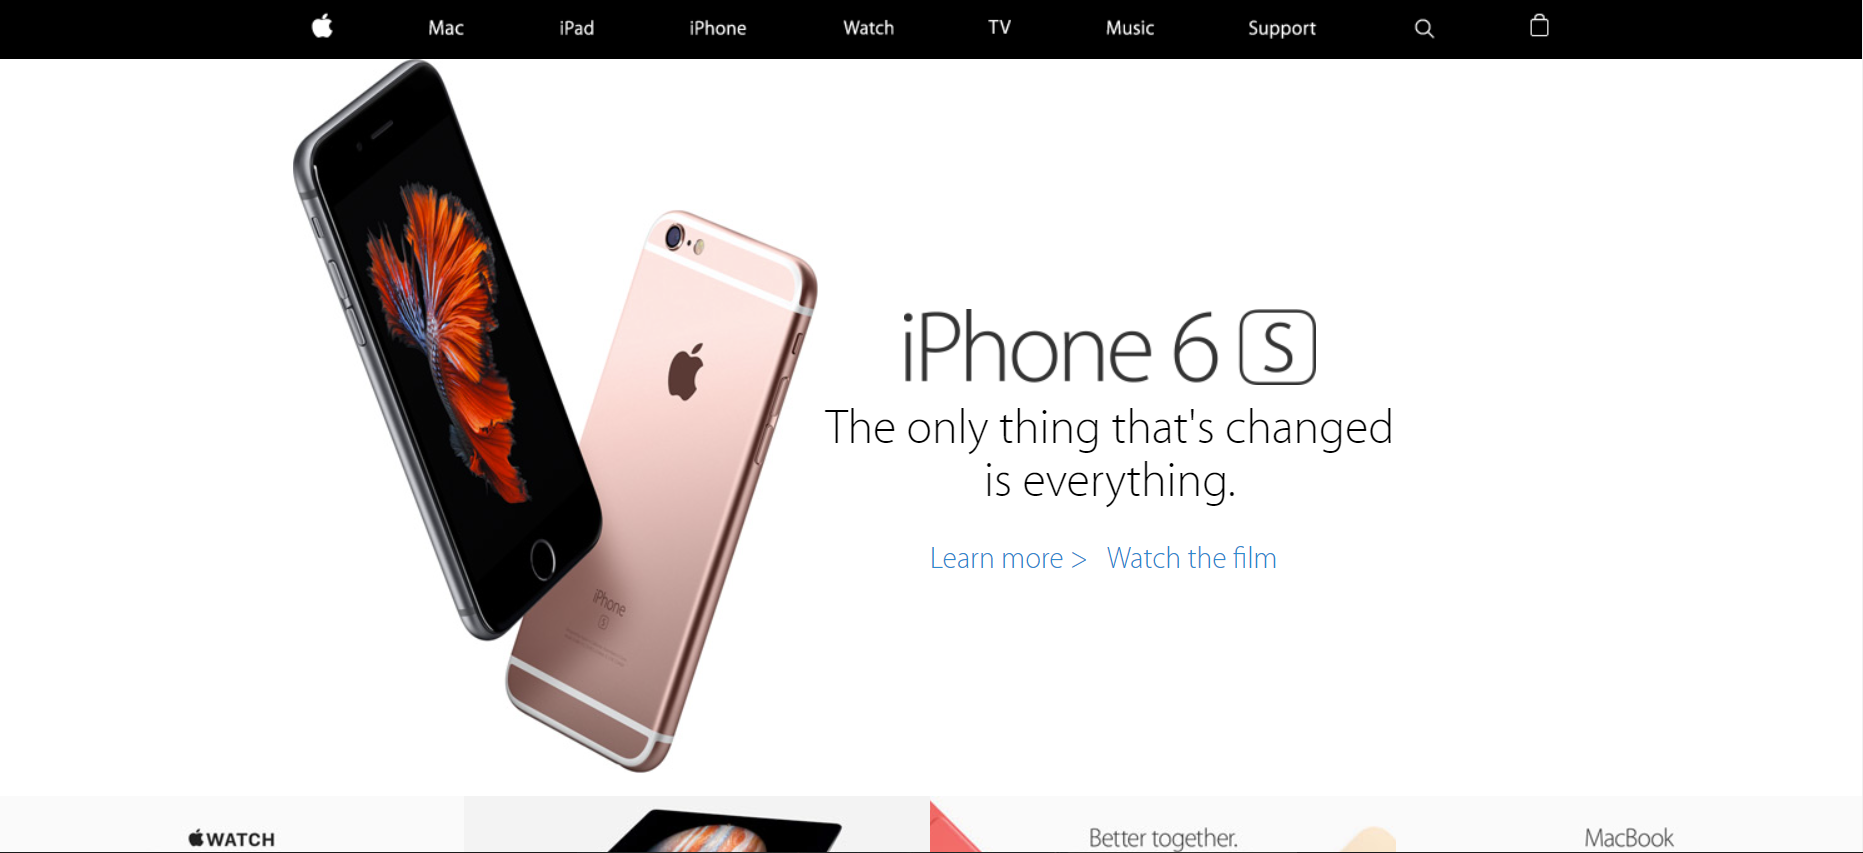 Mac
iPad
iPhone
Watch
TV
Music
Support
iPhone 6 S
The only thing that's changed
is everything.
Learn more >   Watch the film
iPhone
S
WATCH
Better together.
MacBook